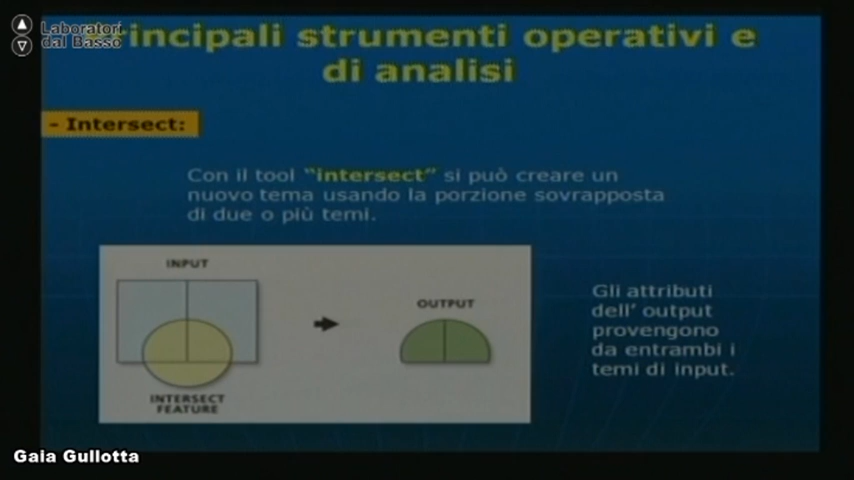 Laboratori
dal Basso
Principali strumenti operativi e
di analisi
- Intersect:
Con il tool “intersect” si può creare un
nuovo tema usando la porzione sovrapposta
di due o più temi.
INPUT
OUTPUT
INTERSECT
FEATURE
Gli attributi
dell’ output
provengono
da entrambi i
temi di input.
Gaia Gullotta